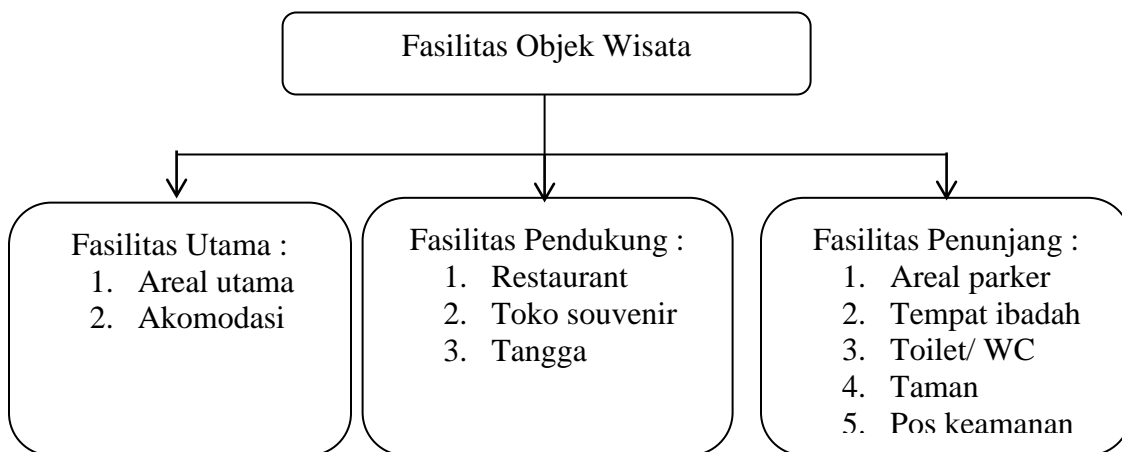 Fasilitas Objek Wisata
Fasilitas Utama :
1. Areal utama
2. Akomodasi
Fasilitas Pendukung :
1. Restaurant
2. Toko souvenir
3. Tangga
Fasilitas Penunjang :
1. Areal parker
2. Tempat ibadah
3. Toilet/ WC
4. Taman
5. Pos keamanan